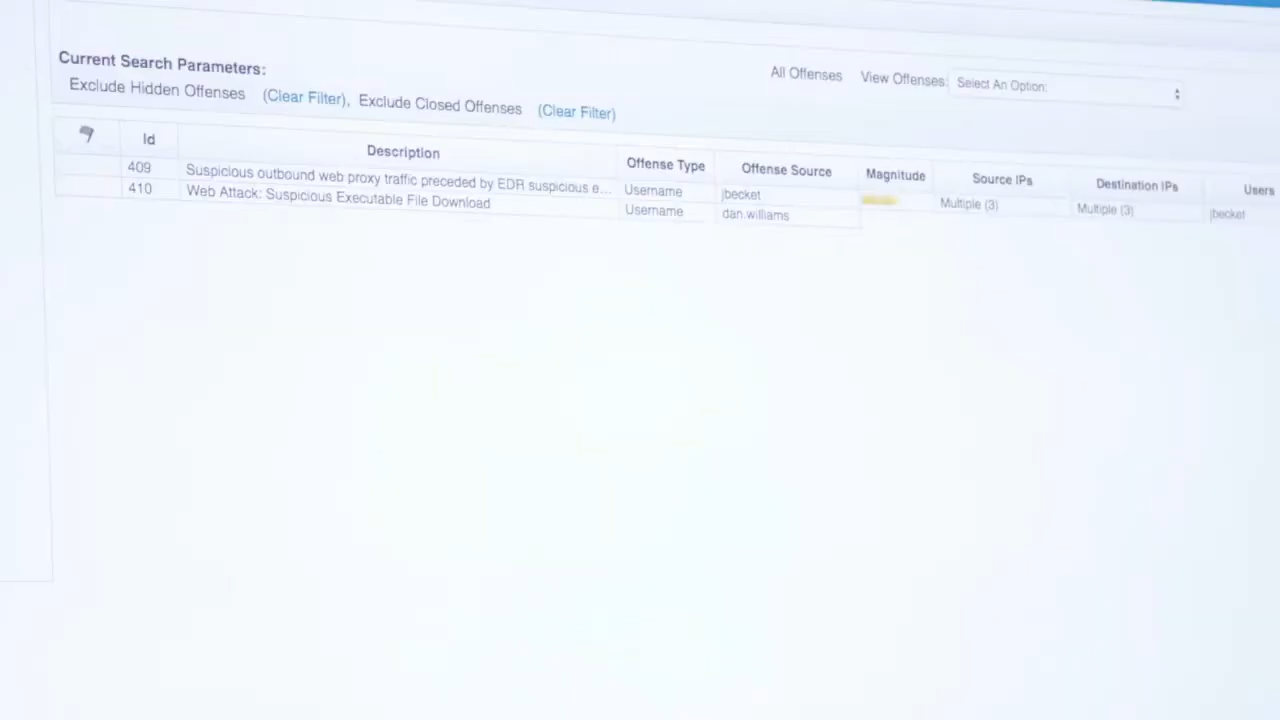 Current Search Parameters:
Exclude Hidden Offenses (Clear Filter), Exclude Closed Offenses (Clear Filter)
All Offenses View Offenses: Select An Option:
Id Description Offense Type Offense Source Magnitude Source IPs Destination IPs Users
409 Suspicious outbound web proxy traffic preceded by EDR suspicious e... Username jbecket Multiple (3) Multiple (3) jbecket
410 Web Attack: Suspicious Executable File Download Username dan.williams